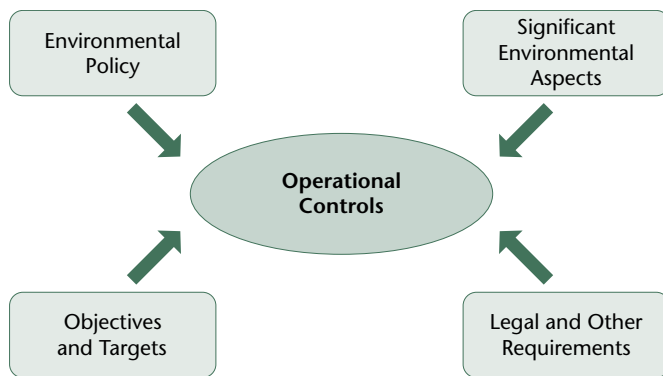 Environmental
Policy
Significant
Environmental
Aspects
Operational
Controls
Objectives
and Targets
Legal and Other
Requirements